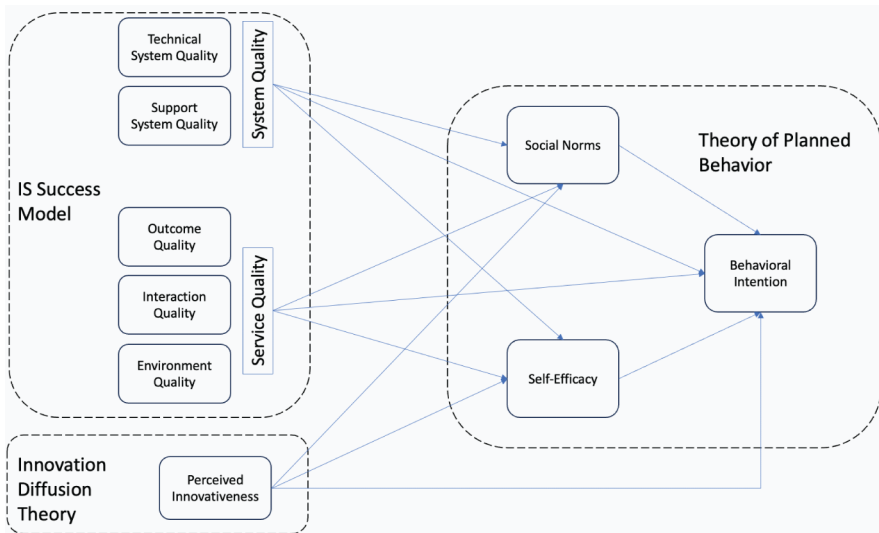 Technical
System Quality
Support
System Quality
System Quality
IS Success
Model
Outcome
Quality
Interaction
Quality
Environment
Quality
Service Quality
Innovation
Diffusion
Theory
Perceived
Innovativeness
Social Norms
Self-Efficacy
Theory of Planned
Behavior
Behavioral
Intention